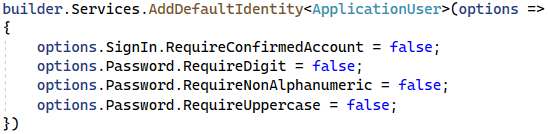 builder.Services.AddDefaultIdentity<ApplicationUser>(options =>
{
    options.SignIn.RequireConfirmedAccount = false;
    options.Password.RequireDigit = false;
    options.Password.RequireNonAlphanumeric = false;
    options.Password.RequireUppercase = false;
})